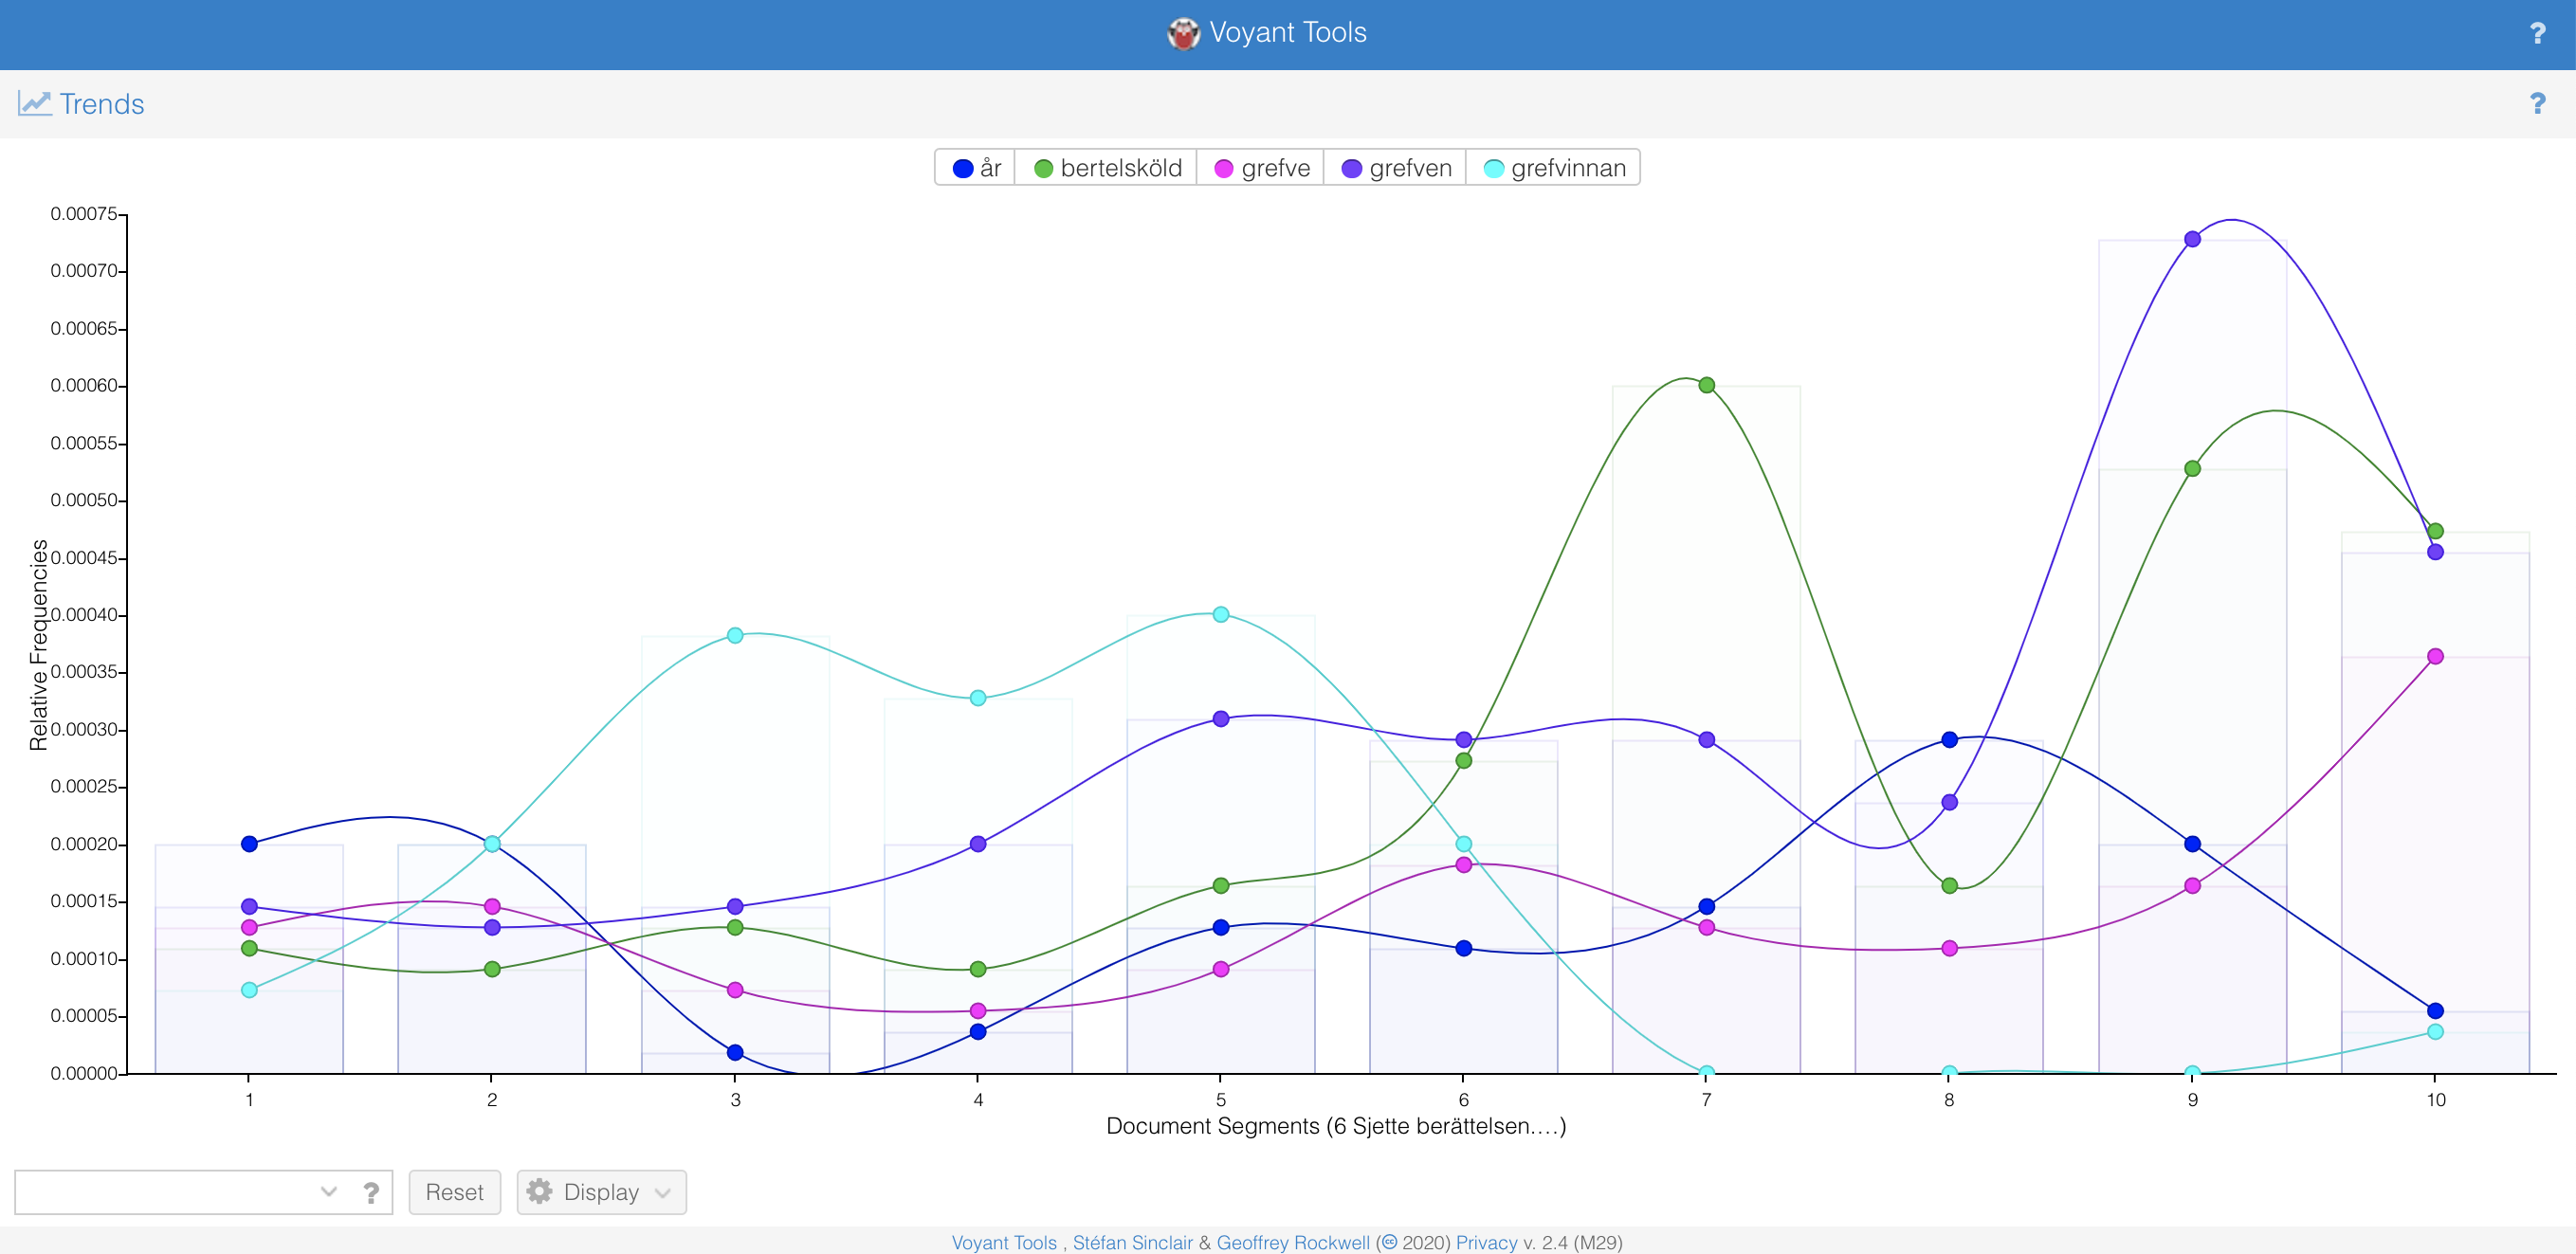 Voyant Tools ?
Trends ?
år bertelsköld grefve grefven grefvinnan
0.00075
0.00070
0.00065
0.00060
0.00055
0.00050
0.00045
0.00040
0.00035
0.00030
0.00025
0.00020
0.00015
0.00010
0.00005
0.00000
Relative Frequencies
1 2 3 4 5 6 7 8 9 10
Document Segments (6 Sjette berättelsen....)
? Reset Display
Voyant Tools , Stéfan Sinclair & Geoffrey Rockwell (cc 2020) Privacy v. 2.4 (M29)